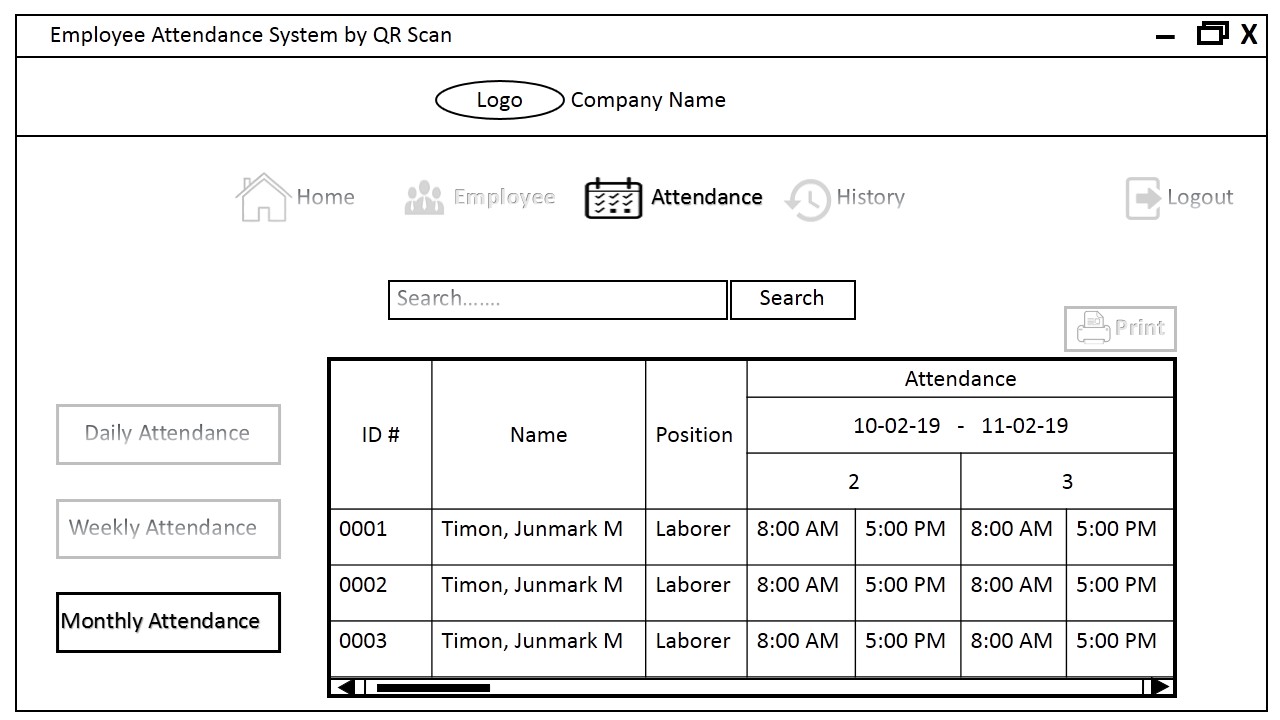 Employee Attendance System by QR Scan
X
Logo Company Name
Home Employee Attendance History Logout
Search....... Search
Print
Daily Attendance
Weekly Attendance
Monthly Attendance
Attendance
10-02-19 - 11-02-19
ID # Name Position
2 3
0001 Timon, Junmark M Laborer 8:00 AM 5:00 PM 8:00 AM 5:00 PM
0002 Timon, Junmark M Laborer 8:00 AM 5:00 PM 8:00 AM 5:00 PM
0003 Timon, Junmark M Laborer 8:00 AM 5:00 PM 8:00 AM 5:00 PM